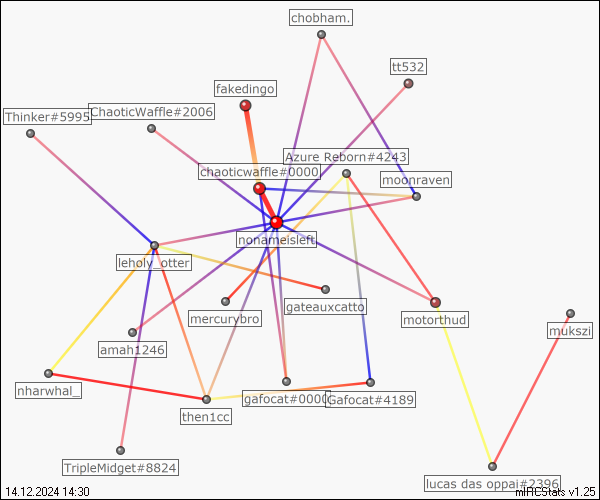 chobham.
tt532
fakedingo
ChaoticWaffle#2006
Thinker#5995
Azure Reborn#4243
chaoticwaffle#0000
moonraven
nonameisleft
leholy_otter
gateauxcatto
mercurybro
motorthud
mukszi
amah1246
nharwhal_
gafocat#0000
Gafocat#4189
then1cc
TripleMidget#8824
lucas das oppai#2396
14.12.2024 14:30
mIRCStats v1.25